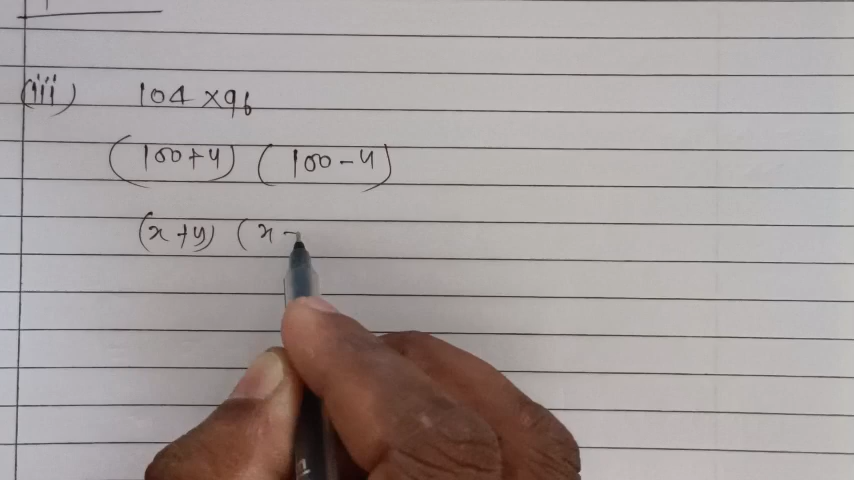 (iii) 104 × 96
(100 + 4) (100 - 4)
(x + y) (x -